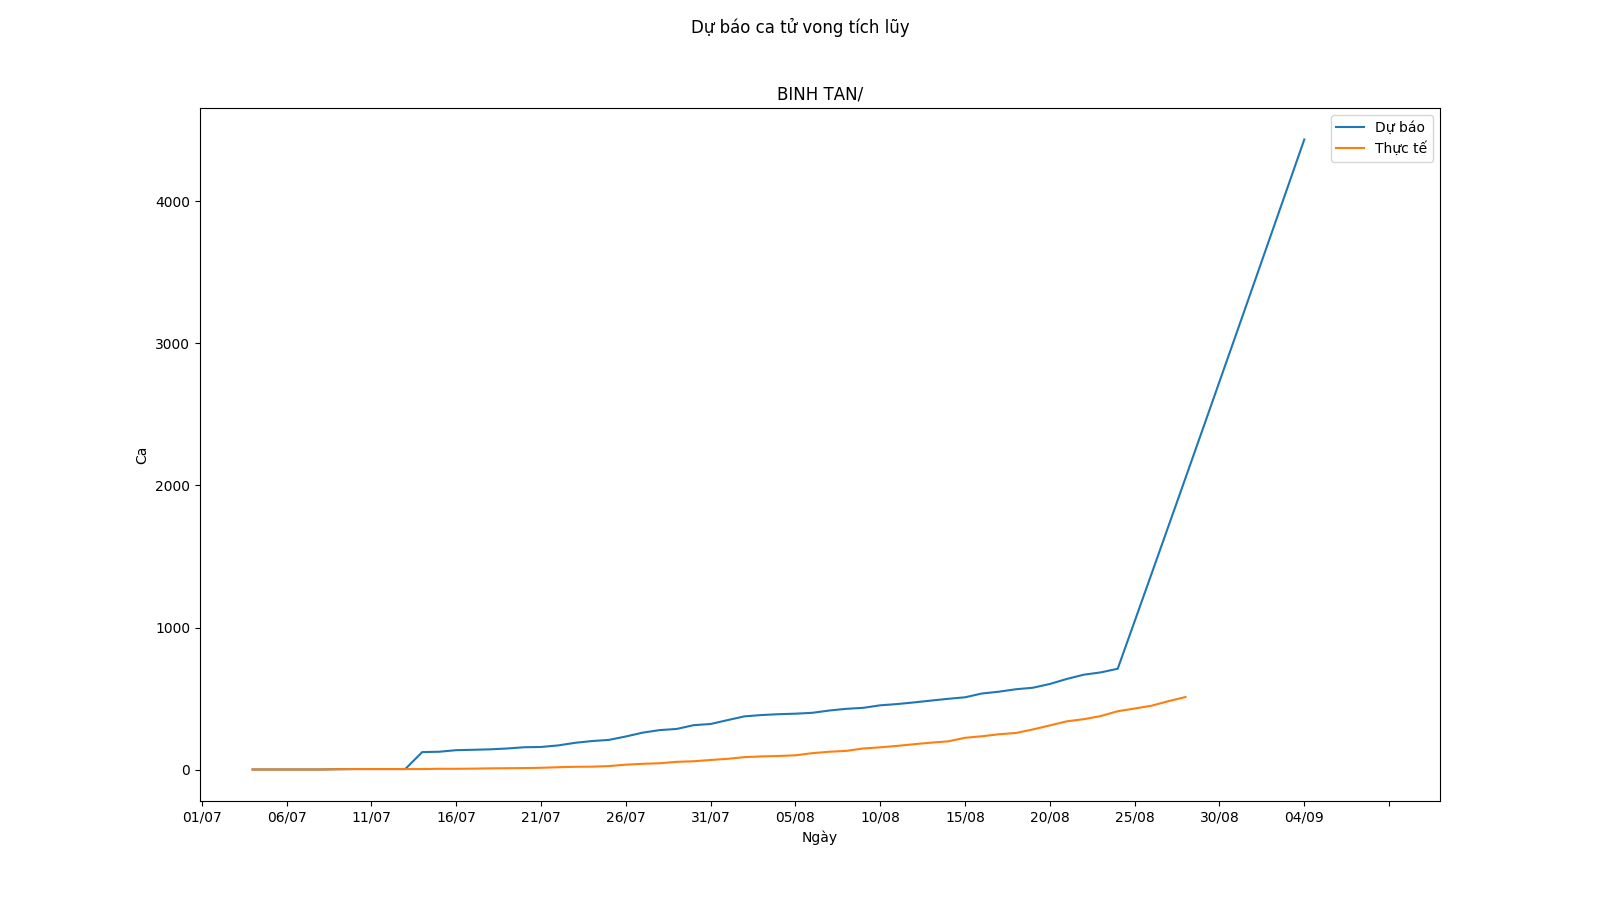 Dự báo ca tử vong tích lũy
BINH TAN/
Dự báo
Thực tế
4000
3000
2000
1000
0
Ca
01/07 06/07 11/07 16/07 21/07 26/07 31/07 05/08 10/08 15/08 20/08 25/08 30/08 04/09
Ngày